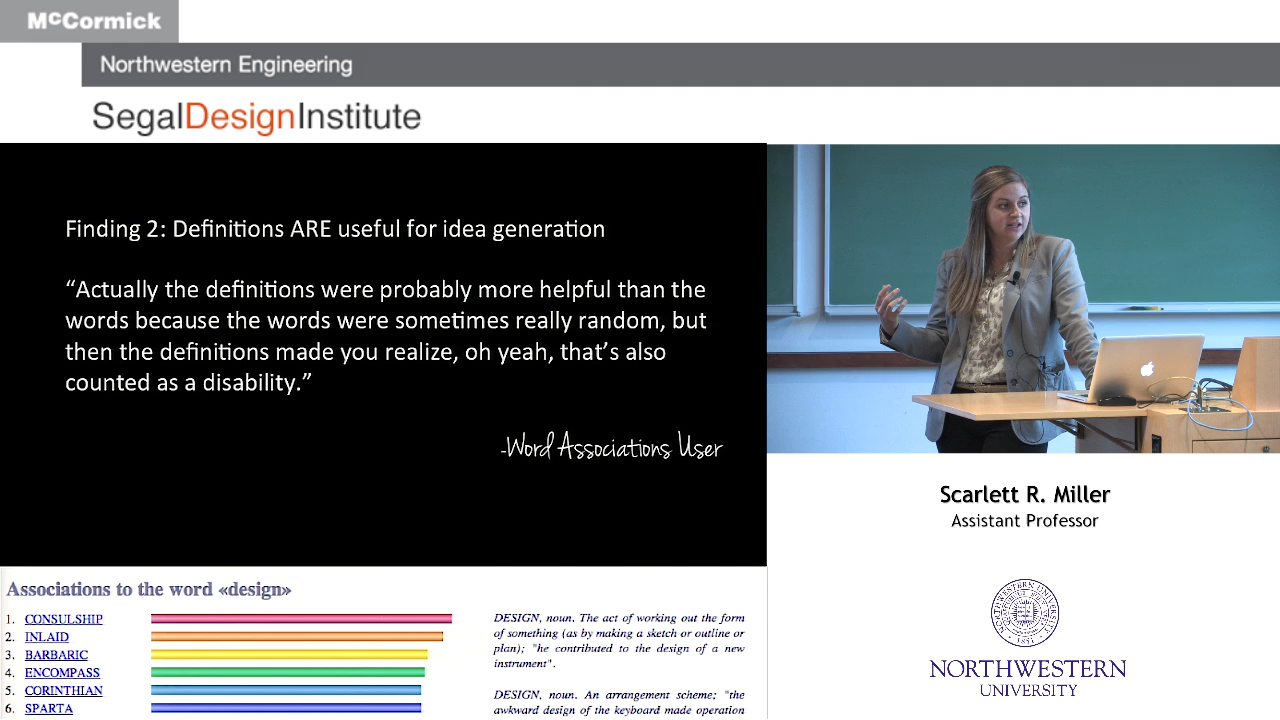 McCormick
Northwestern Engineering
SegalDesignInstitute
Finding 2: Definitions ARE useful for idea generation
“Actually the definitions were probably more helpful than the
words because the words were sometimes really random, but
then the definitions made you realize, oh yeah, that’s also
counted as a disability.”
-Word Associations User
Scarlett R. Miller
Assistant Professor
Associations to the word «design»
1. CONSULSHIP
2. INLAID
3. BARBARIC
4. ENCOMPASS
5. CORINTHIAN
6. SPARTA
DESIGN, noun. The act of working out the form
of something (as by making a sketch or outline or
plan); "he contributed to the design of a new
instrument".
DESIGN, noun. An arrangement scheme; "the
awkward design of the keyboard made operation
NORTHWESTERN
UNIVERSITY